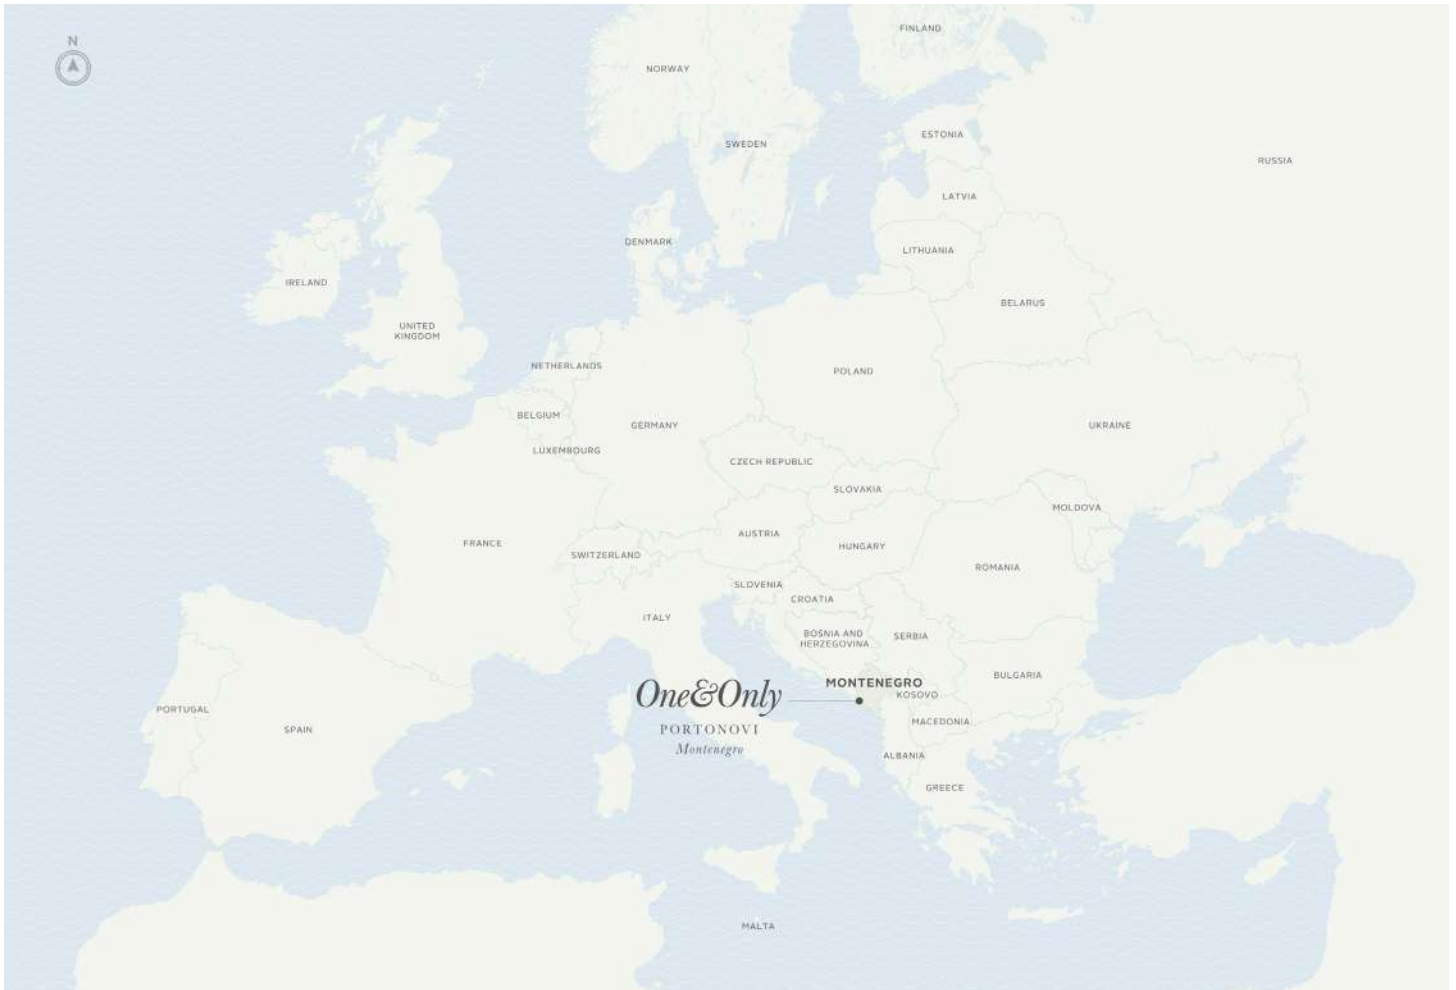 N
FINLAND
NORWAY
ESTONIA
SWEDEN
RUSSIA
LATVIA
DENMARK
LITHUANIA
IRELAND
BELARUS
UNITED
KINGDOM
NETHERLANDS
POLAND
BELGIUM
GERMANY
UKRAINE
LUXEMBOURG
CZECH REPUBLIC
SLOVAKIA
MOLDOVA
AUSTRIA
FRANCE
HUNGARY
SWITZERLAND
ROMANIA
SLOVENIA
CROATIA
ITALY
BOSNIA AND
HERZEGOVINA
SERBIA
BULGARIA
MONTENEGRO
One&Only
KOSOVO
PORTUGAL
MACEDONIA
SPAIN
PORTONOVI
Montenegro
ALBANIA
GREECE
MALTA